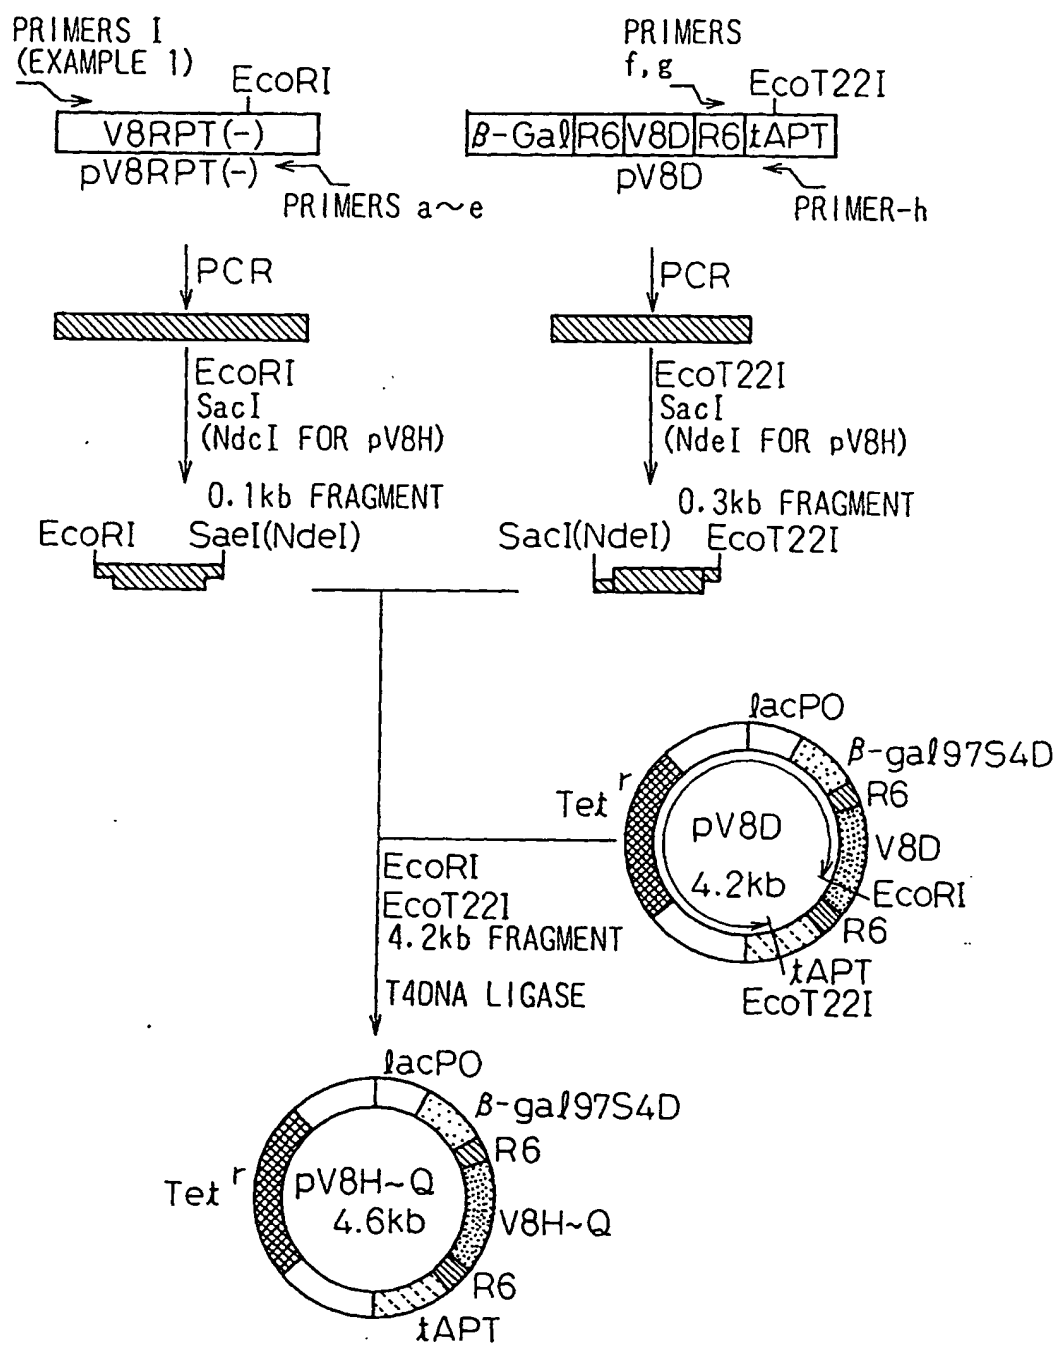 PRIMERS I
(EXAMPLE 1)
EcoRI
V8RPT(-)
pV8RPT(-)
PRIMERS a~e
PCR
EcoRI
SacI
(NdcI FOR pV8H)
0.1kb FRAGMENT
EcoRI
SaeI(NdeI)
PRIMERS
f, g
EcoT22I
β-Gal
R6
V8D
R6
tAPT
pV8D
PRIMER-h
PCR
EcoT22I
SacI
(NdeI FOR pV8H)
0.3kb FRAGMENT
SacI(NdeI)
EcoT22I
lacPO
β-gal97S4D
R6
V8D
EcoRI
R6
tAPT
EcoT22I
Tet r
pV8D
4.2kb
EcoRI
EcoT22I
4.2kb FRAGMENT
T4DNA LIGASE
lacPO
β-gal97S4D
R6
V8H~Q
R6
tAPT
Tet r
pV8H~Q
4.6kb